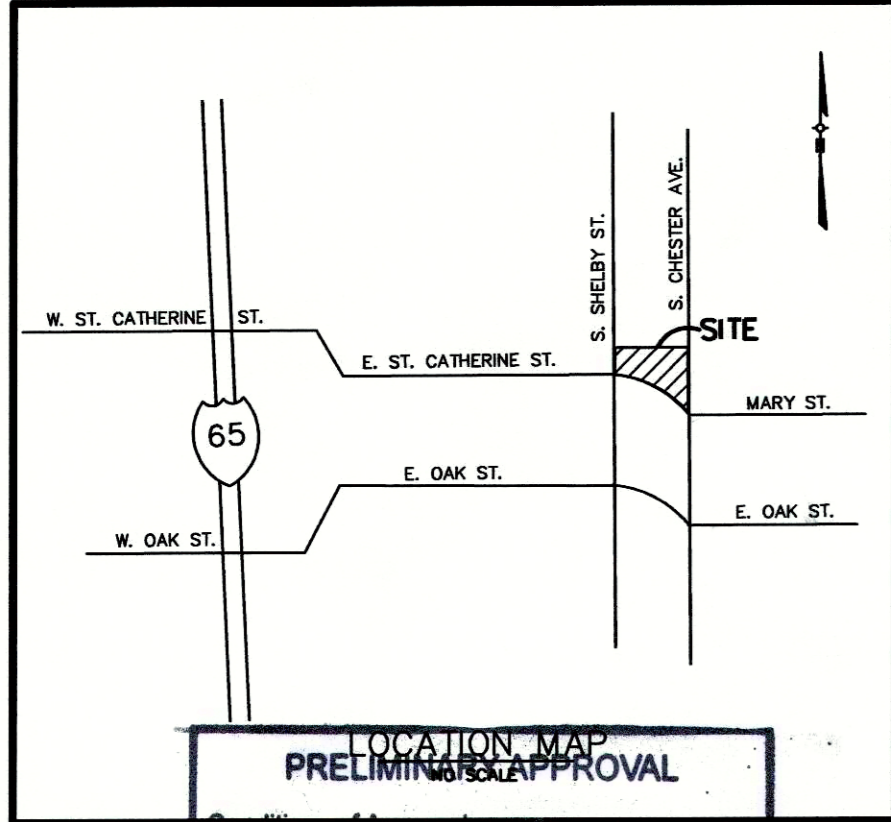 S. SHELBY ST.
S. CHESTER AVE.
W. ST. CATHERINE ST.
SITE
E. ST. CATHERINE ST.
MARY ST.
65
E. OAK ST.
E. OAK ST.
W. OAK ST.
LOCATION MAP
PRELIMINARY APPROVAL
NO SCALE